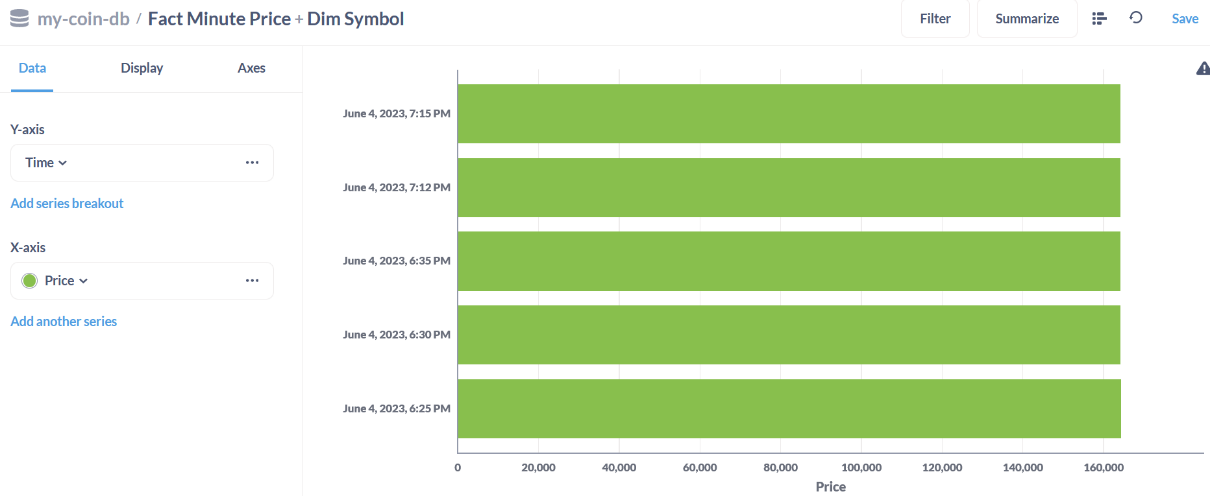 my-coin-db / Fact Minute Price + Dim Symbol
Filter
Summarize
Save
Data
Display
Axes
Y-axis
Time
Add series breakout
X-axis
Price
Add another series
June 4, 2023, 7:15 PM
June 4, 2023, 7:12 PM
June 4, 2023, 6:35 PM
June 4, 2023, 6:30 PM
June 4, 2023, 6:25 PM
0 20,000 40,000 60,000 80,000 100,000 120,000 140,000 160,000
Price